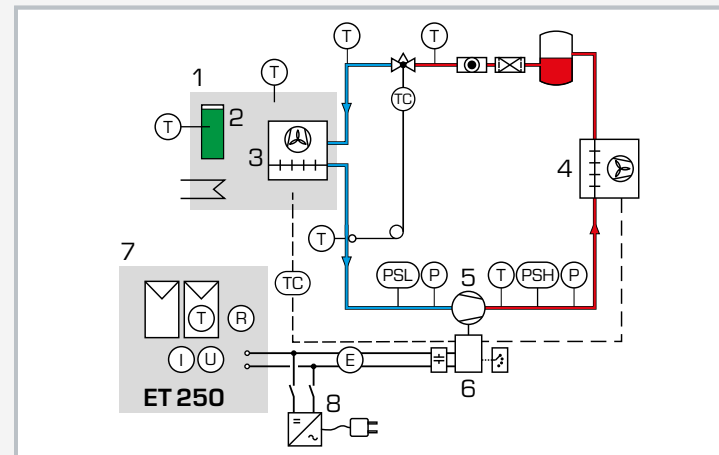 T T
1 T
TC
T 2
3
4
T
7 TC PSL P 5 T PSH P
T R
I U E
6
ET 250
8